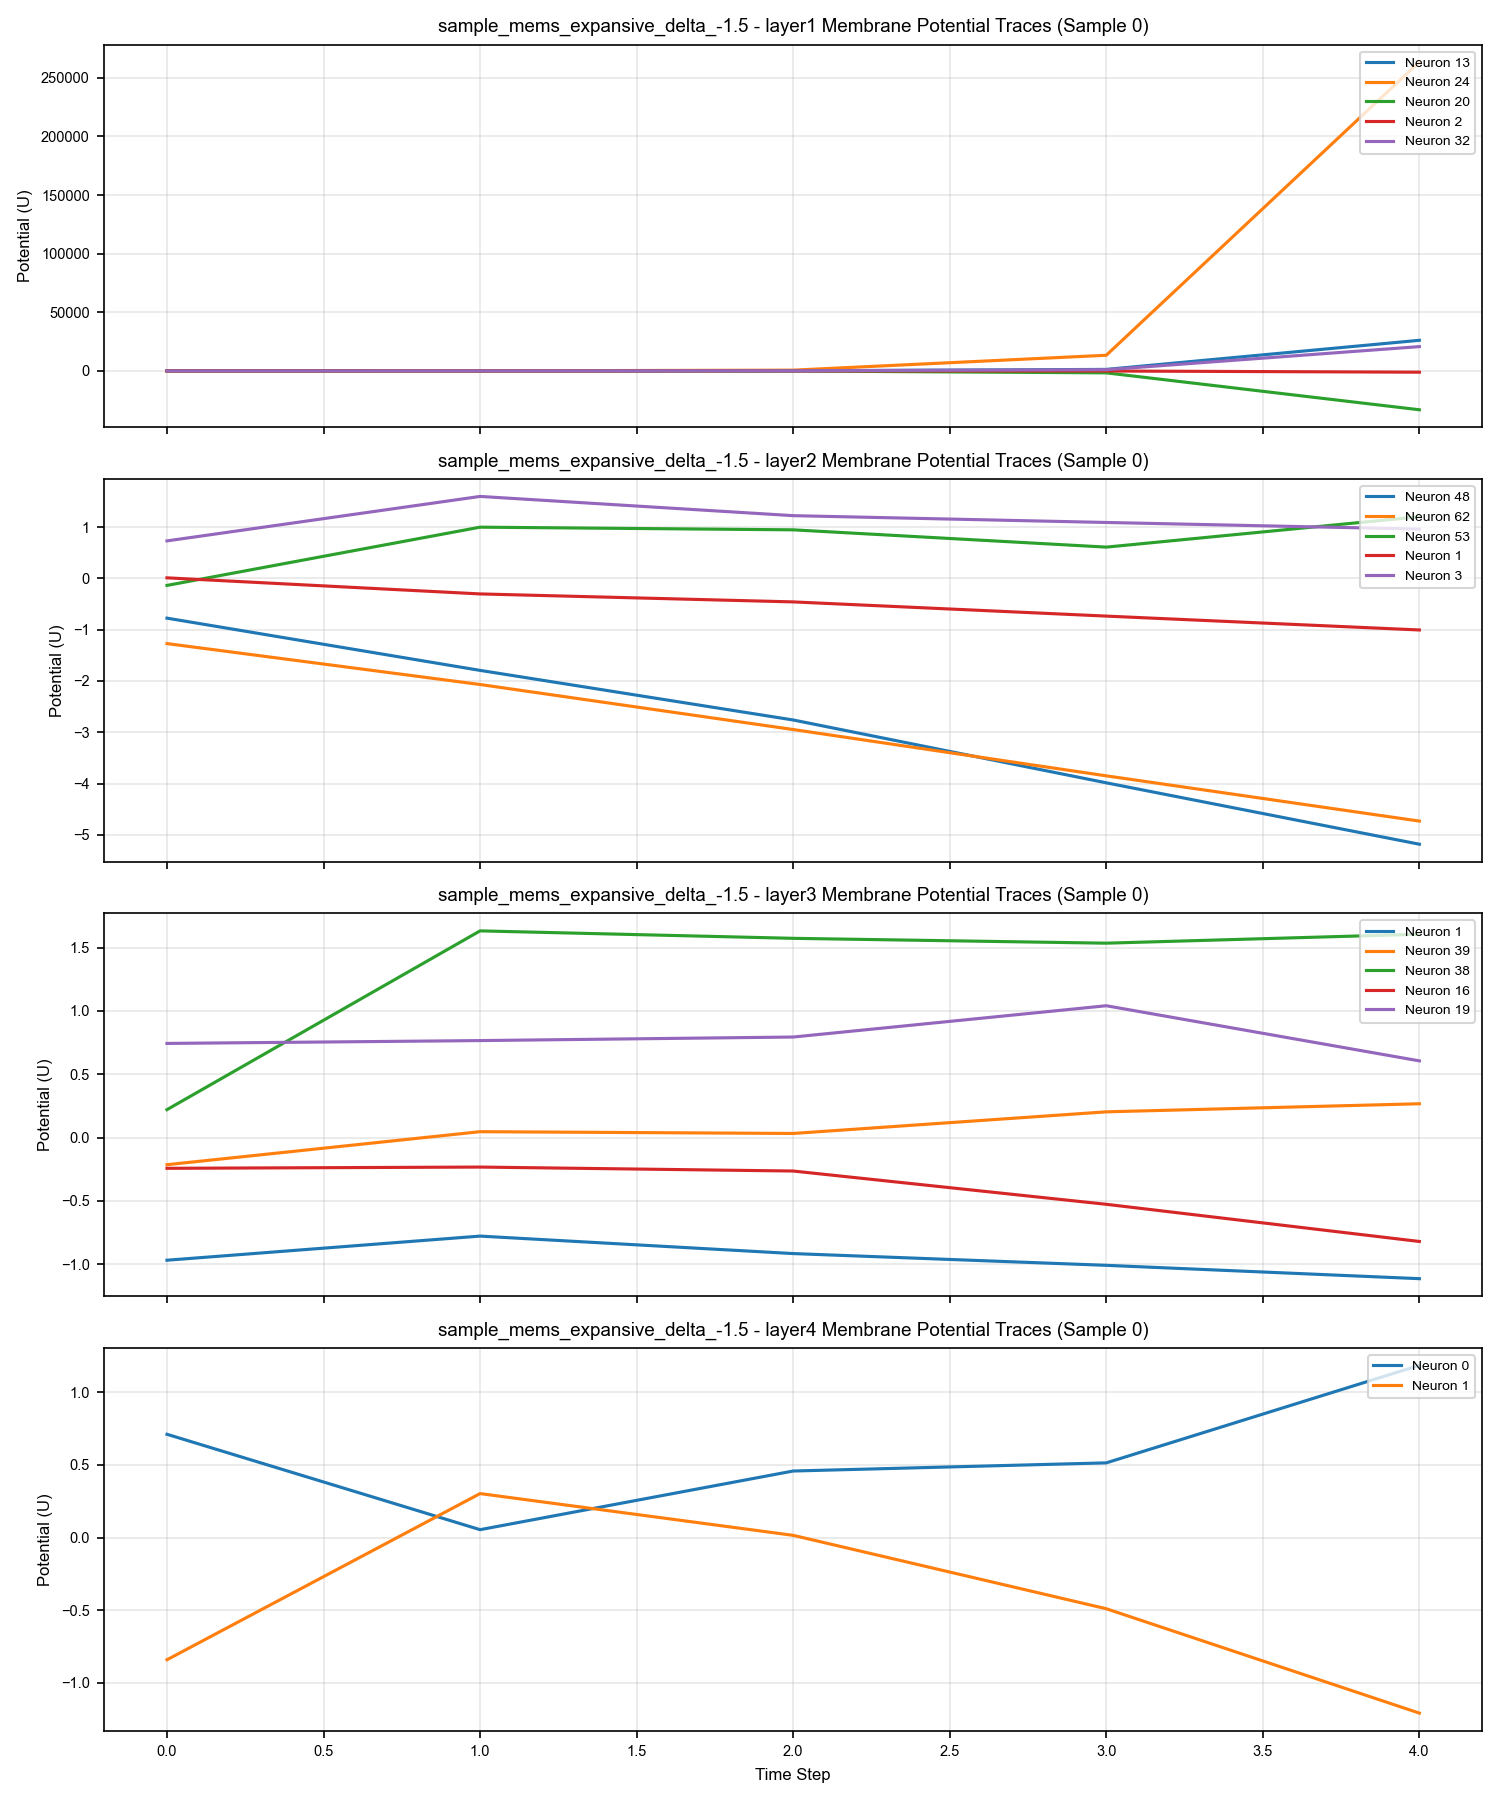 sample_mems_expansive_delta_-1.5 - layer1 Membrane Potential Traces (Sample 0)
250000
200000
150000
100000
50000
0
Potential (U)
Neuron 13
Neuron 24
Neuron 20
Neuron 2
Neuron 32
sample_mems_expansive_delta_-1.5 - layer2 Membrane Potential Traces (Sample 0)
1
0
−1
−2
−3
−4
−5
Potential (U)
Neuron 48
Neuron 62
Neuron 53
Neuron 1
Neuron 3
sample_mems_expansive_delta_-1.5 - layer3 Membrane Potential Traces (Sample 0)
1.5
1.0
0.5
0.0
−0.5
−1.0
Potential (U)
Neuron 1
Neuron 39
Neuron 38
Neuron 16
Neuron 19
sample_mems_expansive_delta_-1.5 - layer4 Membrane Potential Traces (Sample 0)
1.0
0.5
0.0
−0.5
−1.0
Potential (U)
Neuron 0
Neuron 1
0.0 0.5 1.0 1.5 2.0 2.5 3.0 3.5 4.0
Time Step